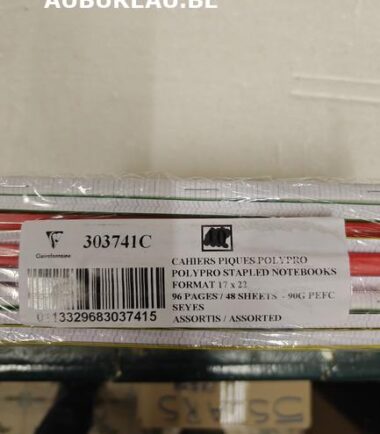 AUBUREAU.BE
Clairefontaine
303741C
CAHIERS PIQUES POLYPRO
POLYPRO STAPLED NOTEBOOKS
FORMAT 17 x 22
96 PAGES / 48 SHEETS - 90G PEFC
SEYES
ASSORTIS / ASSORTED